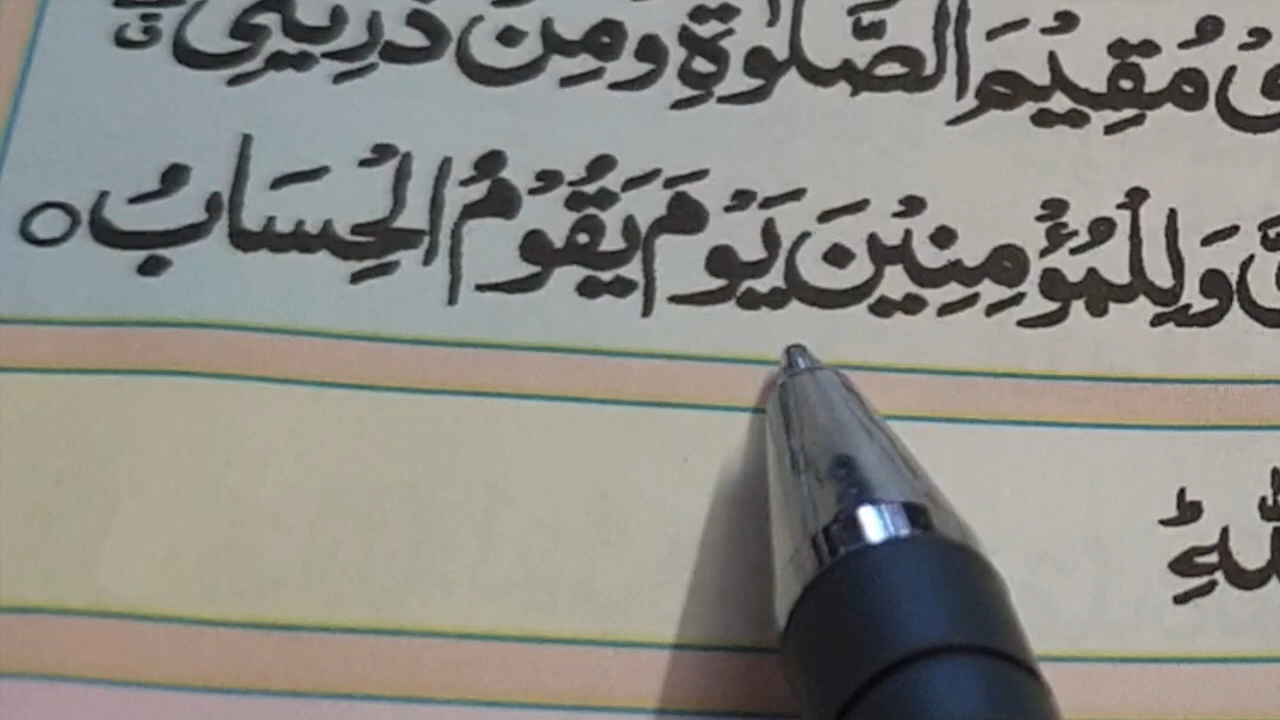 مُقِيْمَ الصَّلٰوةِ وَمِنْ ذُرِّيَّتِيْ ق
وَلِلْمُؤْمِنِيْنَ يَوْمَ يَقُوْمُ الْحِسَابُ ○